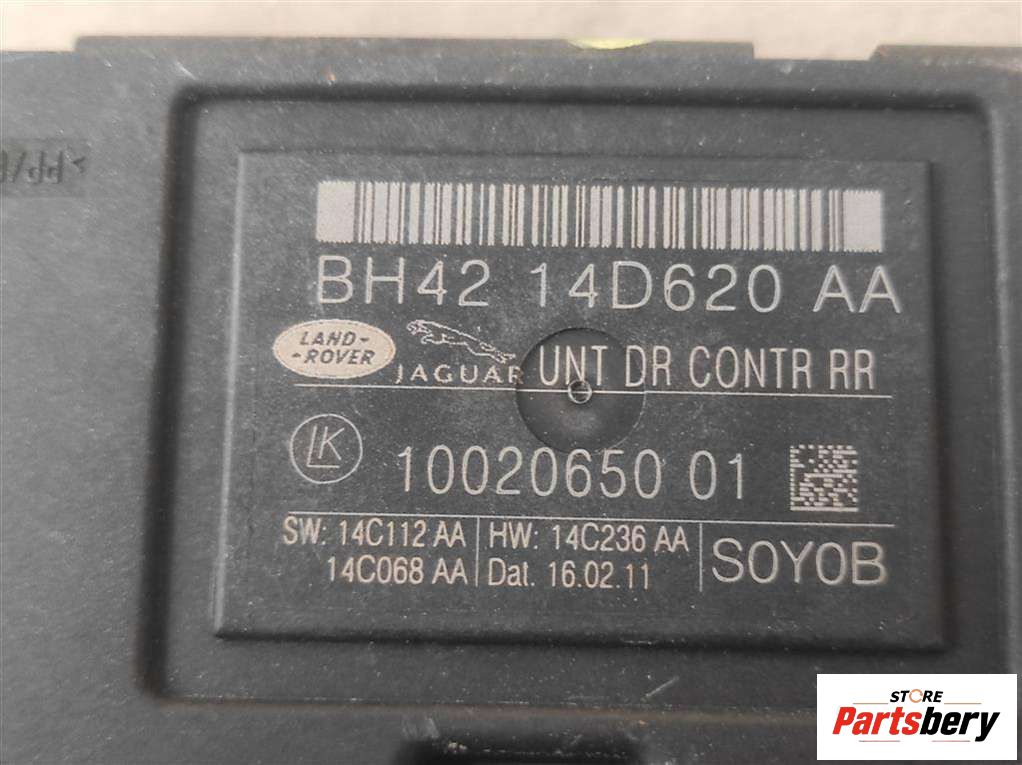 BH42 14D620 AA
LAND-
-ROVER
JAGUAR
UNT DR CONTR RR
LK
10020650 01
SW: 14C112 AA
14C068 AA
HW: 14C236 AA
Dat. 16.02.11
SOYOB
STORE
Partsbery